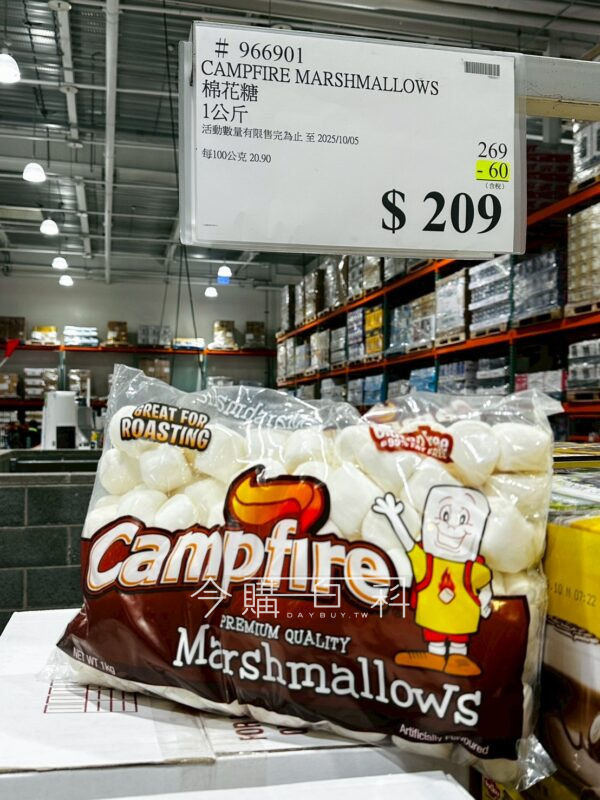 # 966901
CAMPFIRE MARSHMALLOWS
棉花糖
1公斤
活動數量有限售完為止 至 2025/10/05
每100公克 20.90
269
- 60
(含稅)
$ 209
GREAT FOR
ROASTING
Campfire
今購百科
DAYBUY.TW
PREMIUM QUALITY
Marshmallows
NET WT 1kg
Artificially Flavoured